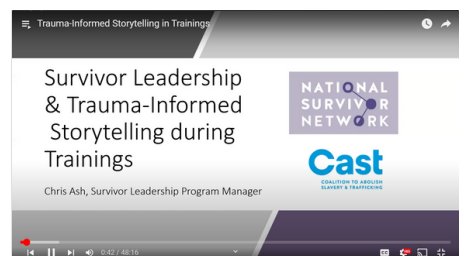 Trauma-Informed Storytelling in Trainings
Survivor Leadership
& Trauma-Informed
Storytelling during
Trainings
Chris Ash, Survivor Leadership Program Manager
NATIONAL
SURVIVOR
NETWORK
Cast
COALITION TO ABOLISH
SLAVERY & TRAFFICKING
0:42 / 48:16